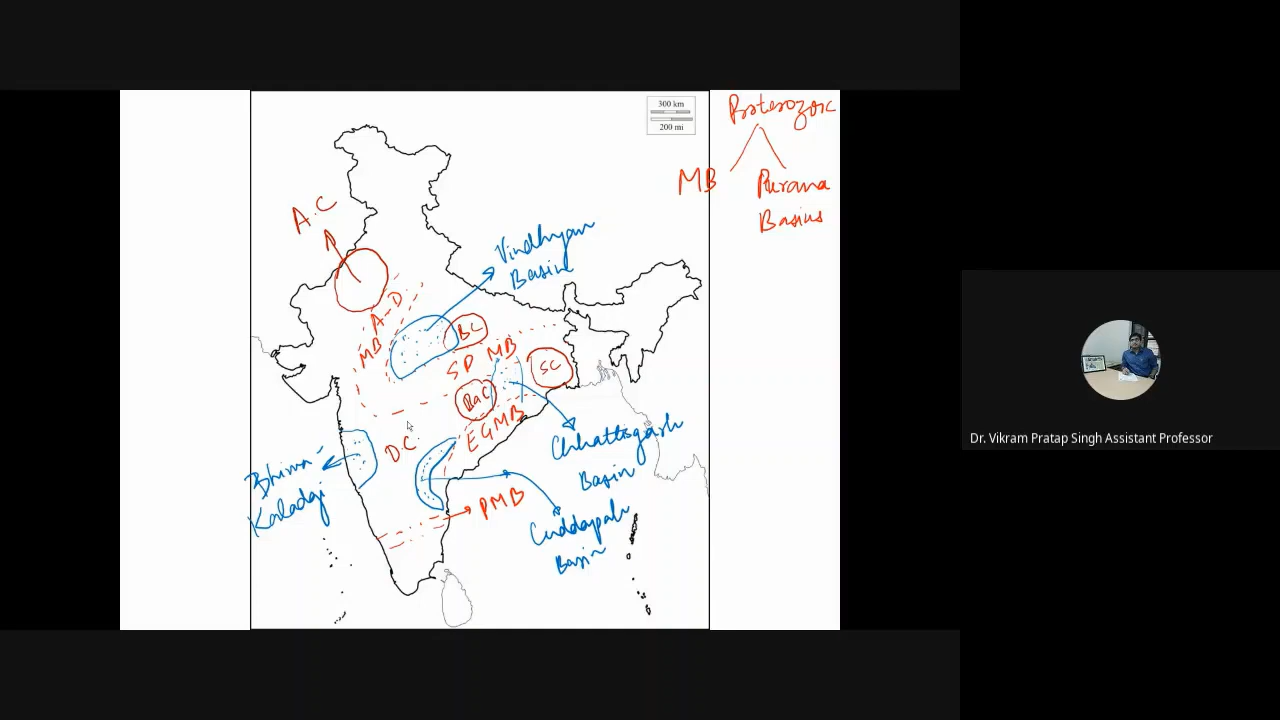 300 km
200 mi
Proterozoic
MB
Purana
Basins
A.C
Vindhyan
Basin
A-D
MB
BC
SP MB
SC
BaC
EGMB
D.C.
Chhattisgarh
Basin
Bhima-
Kaladgi
PMB
Cuddapah
Basin
Dr. Vikram Pratap Singh Assistant Professor